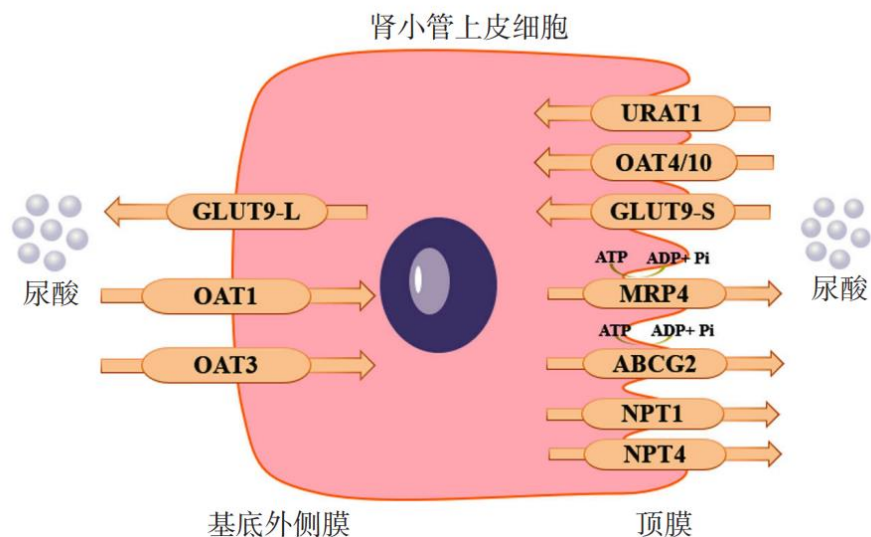 肾小管上皮细胞
URAT1
OAT4/10
GLUT9-L
GLUT9-S
尿酸
ATP ADP+ Pi
OAT1
MRP4
尿酸
ATP ADP+ Pi
OAT3
ABCG2
NPT1
NPT4
基底外侧膜
顶膜